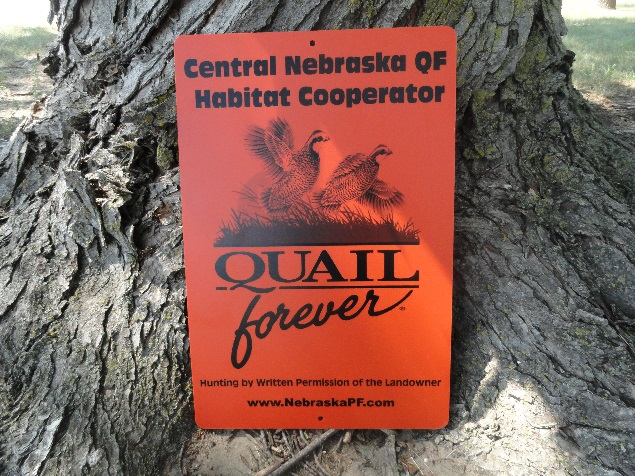 Central Nebraska QF
Habitat Cooperator
QUAIL
forever
Hunting by Written Permission of the Landowner
www.NebraskaPF.com